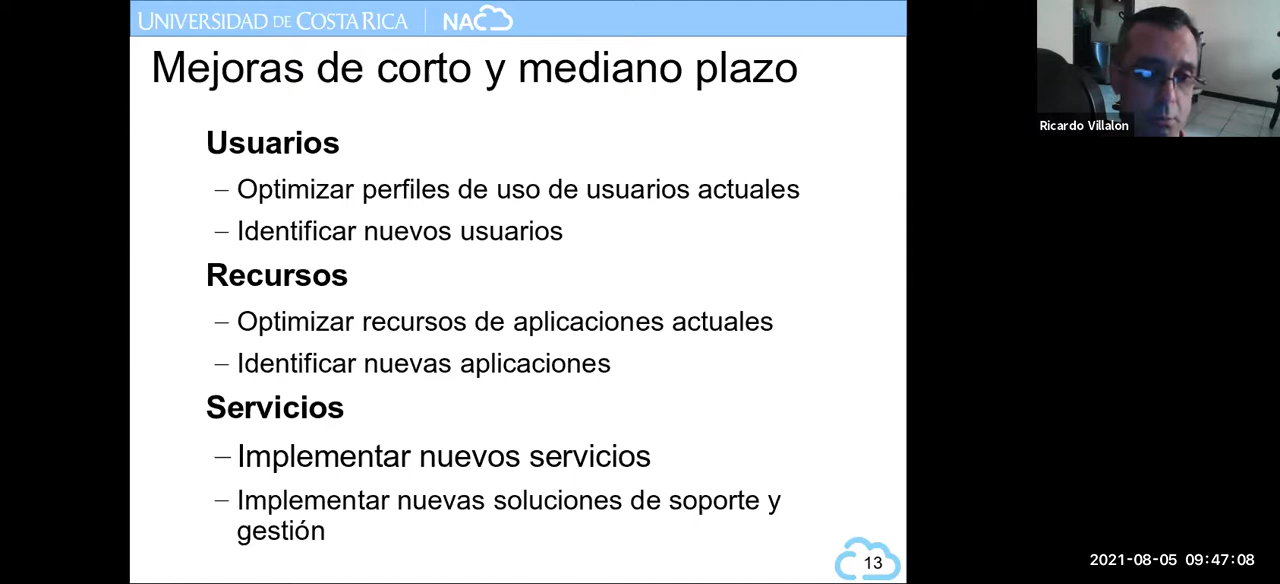 UNIVERSIDAD DE COSTA RICA
NAC
Mejoras de corto y mediano plazo
Usuarios
– Optimizar perfiles de uso de usuarios actuales
– Identificar nuevos usuarios
Recursos
– Optimizar recursos de aplicaciones actuales
– Identificar nuevas aplicaciones
Servicios
– Implementar nuevos servicios
– Implementar nuevas soluciones de soporte y
gestión
13
Ricardo Villalon
2021-08-05 09:47:08